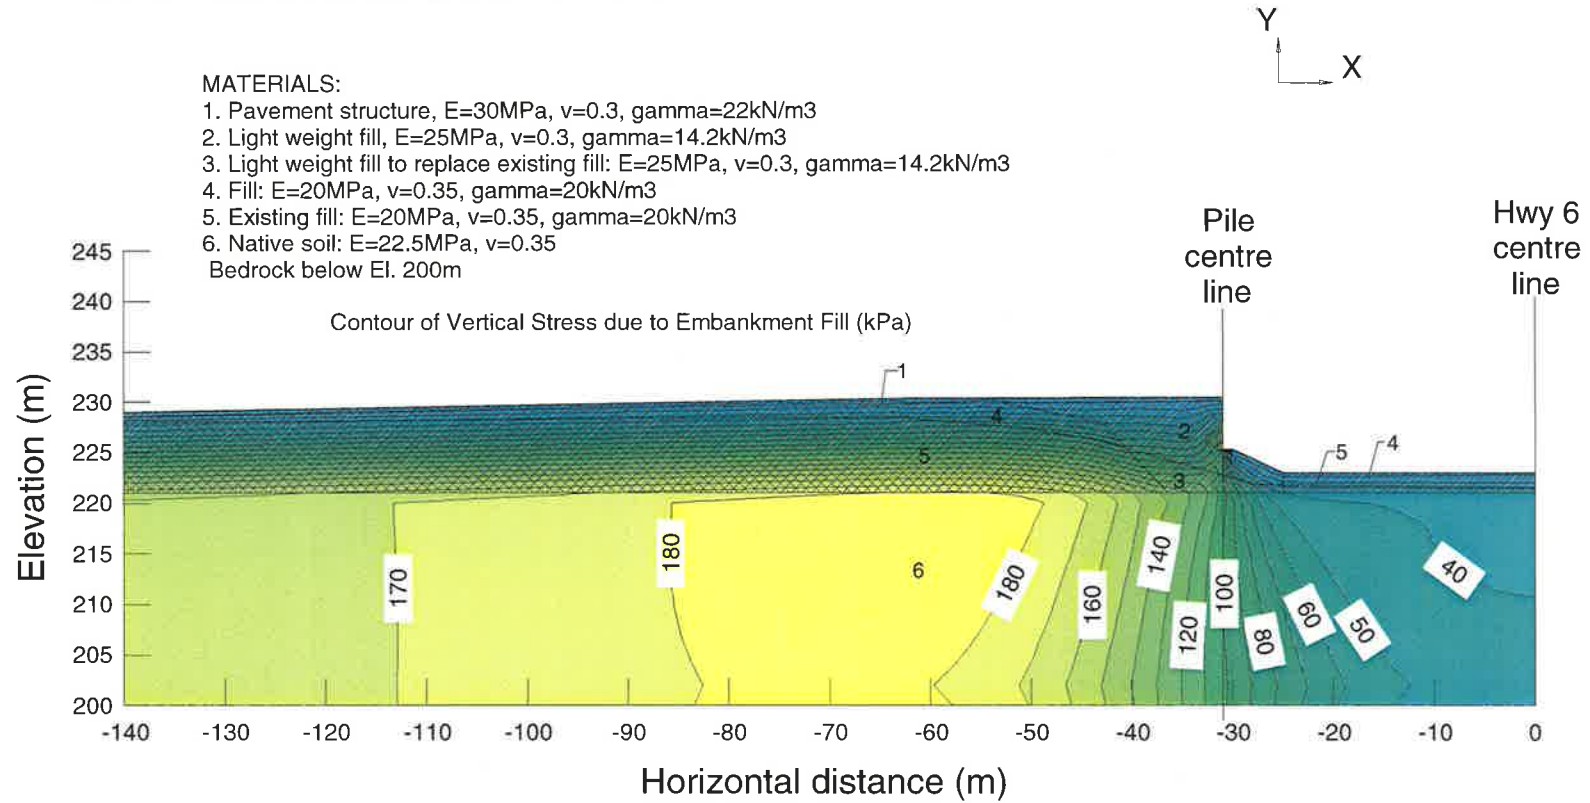 Y
X
MATERIALS:
1. Pavement structure, E=30MPa, v=0.3, gamma=22kN/m3
2. Light weight fill, E=25MPa, v=0.3, gamma=14.2kN/m3
3. Light weight fill to replace existing fill: E=25MPa, v=0.3, gamma=14.2kN/m3
4. Fill: E=20MPa, v=0.35, gamma=20kN/m3
5. Existing fill: E=20MPa, v=0.35, gamma=20kN/m3
6. Native soil: E=22.5MPa, v=0.35
Bedrock below El. 200m
Pile
centre
line
Hwy 6
centre
line
Contour of Vertical Stress due to Embankment Fill (kPa)
Elevation (m)
245
240
235
230
225
220
215
210
205
200
1
4
2
5
3
5
4
6
170
180
180
160
140
120
100
80
60
50
40
-140
-130
-120
-110
-100
-90
-80
-70
-60
-50
-40
-30
-20
-10
0
Horizontal distance (m)